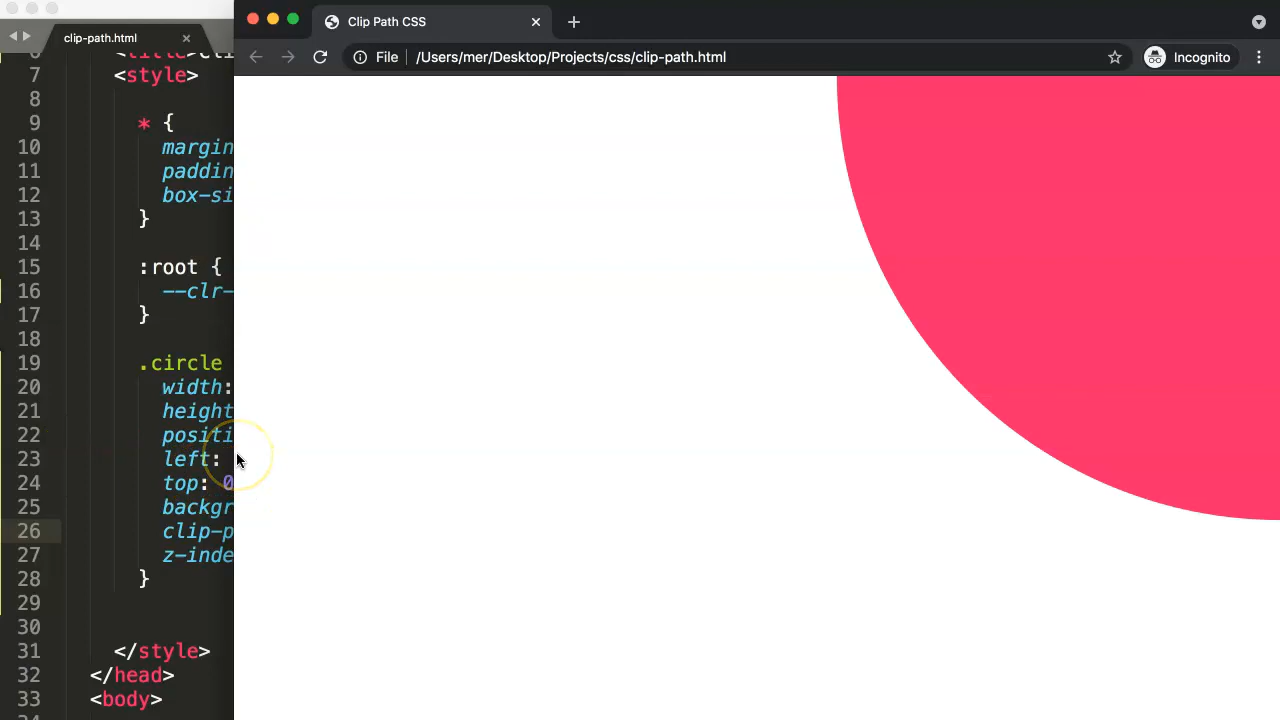 clip-path.html
7 <style>
8
9 * {
10 margin
11 paddin
12 box-si
13 }
14
15 :root {
16 --clr-
17 }
18
19 .circle
20 width:
21 height
22 positi
23 left:
24 top: 0
25 backgr
26 clip-p
27 z-inde
28 }
29
30
31 </style>
32 </head>
33 <body>
Clip Path CSS
File /Users/mer/Desktop/Projects/css/clip-path.html
Incognito